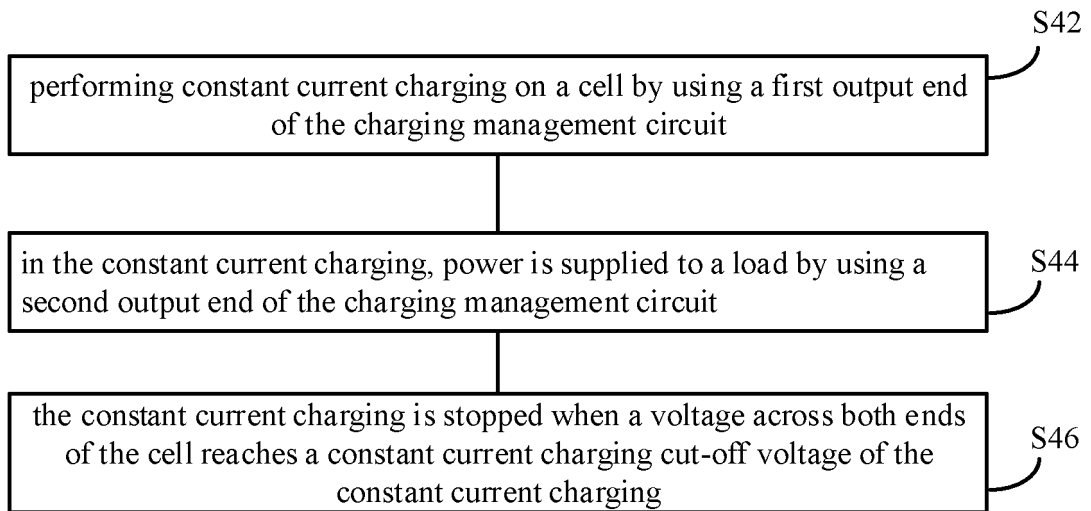 S42
performing constant current charging on a cell by using a first output end
of the charging management circuit
in the constant current charging, power is supplied to a load by using a
second output end of the charging management circuit
S44
the constant current charging is stopped when a voltage across both ends
of the cell reaches a constant current charging cut-off voltage of the
constant current charging
S46